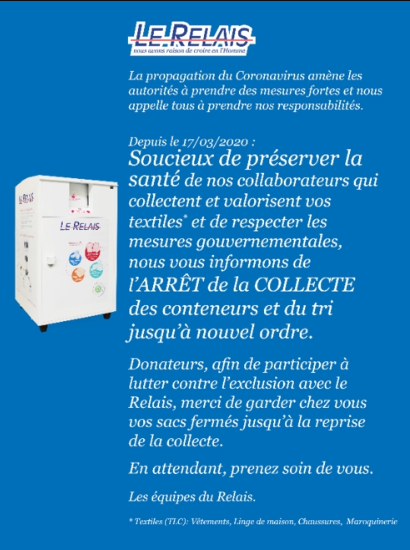 LE RELAIS
nous avons raison de croire en l'Homme
La propagation du Coronavirus amène les
autorités à prendre des mesures fortes et nous
appelle tous à prendre nos responsabilités.
Depuis le 17/03/2020 :
Soucieux de préserver la
santé de nos collaborateurs qui
collectent et valorisent vos
textiles* et de respecter les
mesures gouvernementales,
nous vous informons de
l'ARRÊT de la COLLECTE
des conteneurs et du tri
jusqu'à nouvel ordre.
LE RELAIS
Donateurs, afin de participer à
lutter contre l'exclusion avec le
Relais, merci de garder chez vous
vos sacs fermés jusqu'à la reprise
de la collecte.
En attendant, prenez soin de vous.
Les équipes du Relais.
* Textiles (TLC): Vêtements, Linge de maison, Chaussures, Maroquinerie